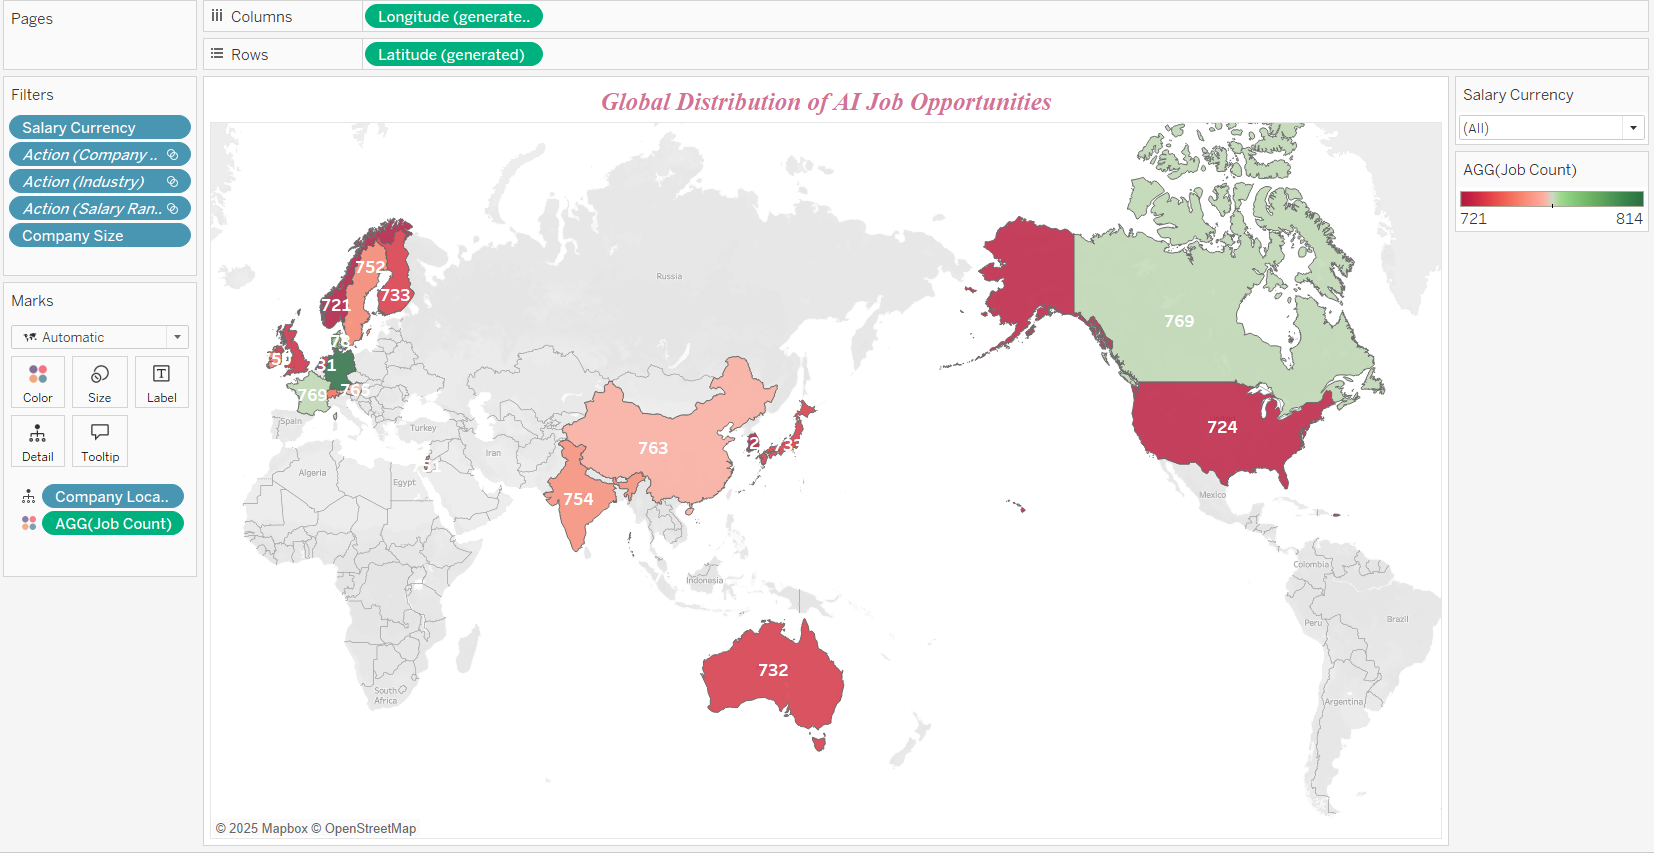 Pages
Columns
Longitude (generate..
Rows
Latitude (generated)
Filters
Salary Currency
Action (Company ..
Action (Industry)
Action (Salary Ran..
Company Size
Marks
Automatic
Color
Size
Label
Detail
Tooltip
Company Loca..
AGG(Job Count)
Global Distribution of AI Job Opportunities
Russia
752
733
721
769
769
Spain
Turkey
Iran
763
724
Algeria
Egypt
754
Mexico
Indonesia
Colombia
Peru
Brazil
732
South
Africa
Argentina
© 2025 Mapbox © OpenStreetMap
Salary Currency
(All)
AGG(Job Count)
721
814